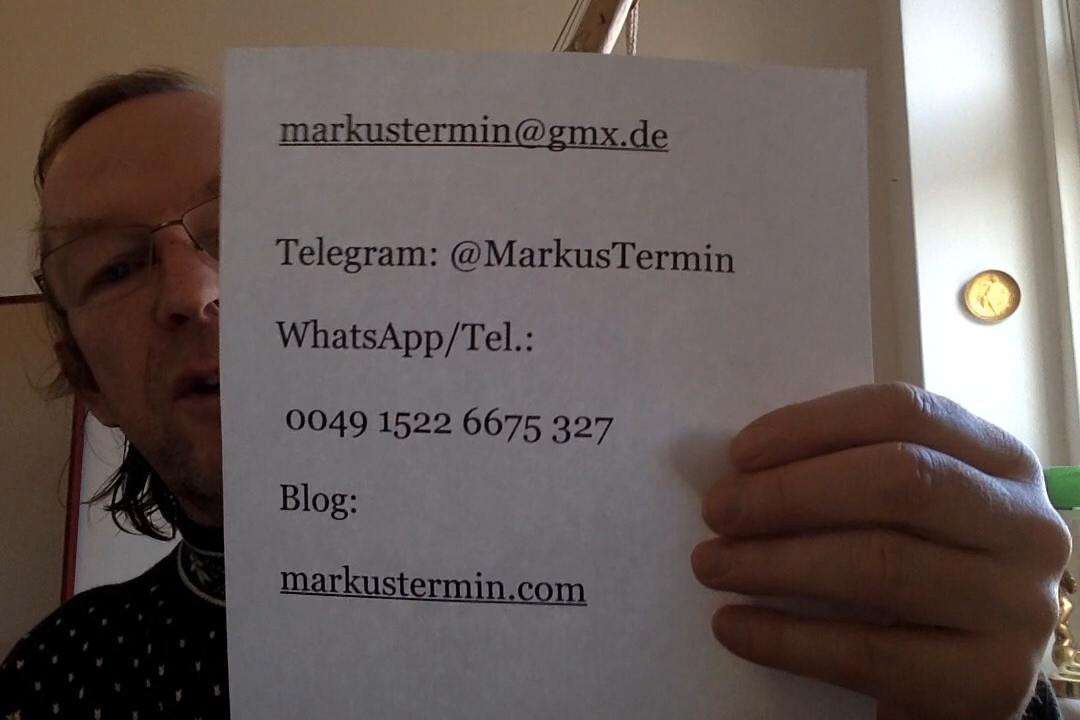 markustermin@gmx.de
Telegram: @MarkusTermin
WhatsApp/Tel.:
0049 1522 6675 327
Blog:
markustermin.com